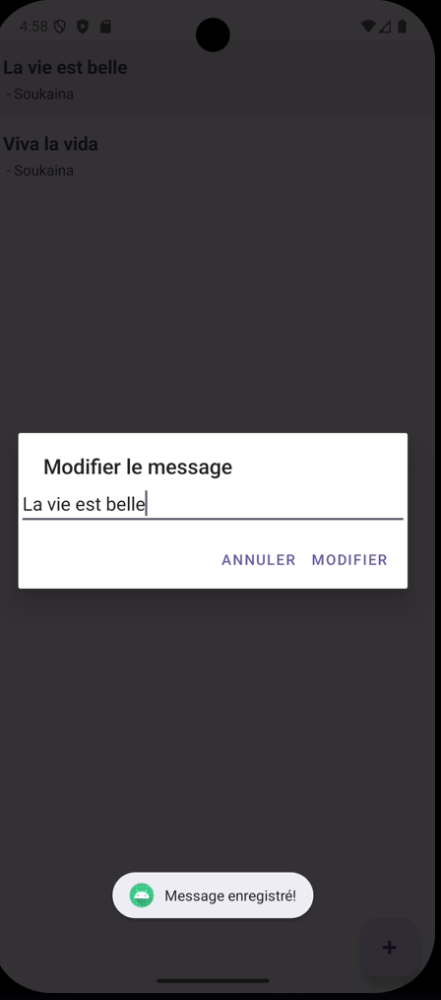 4:58
La vie est belle
- Soukaina
Viva la vida
- Soukaina
Modifier le message
La vie est belle
ANNULER MODIFIER
Message enregistré!
+